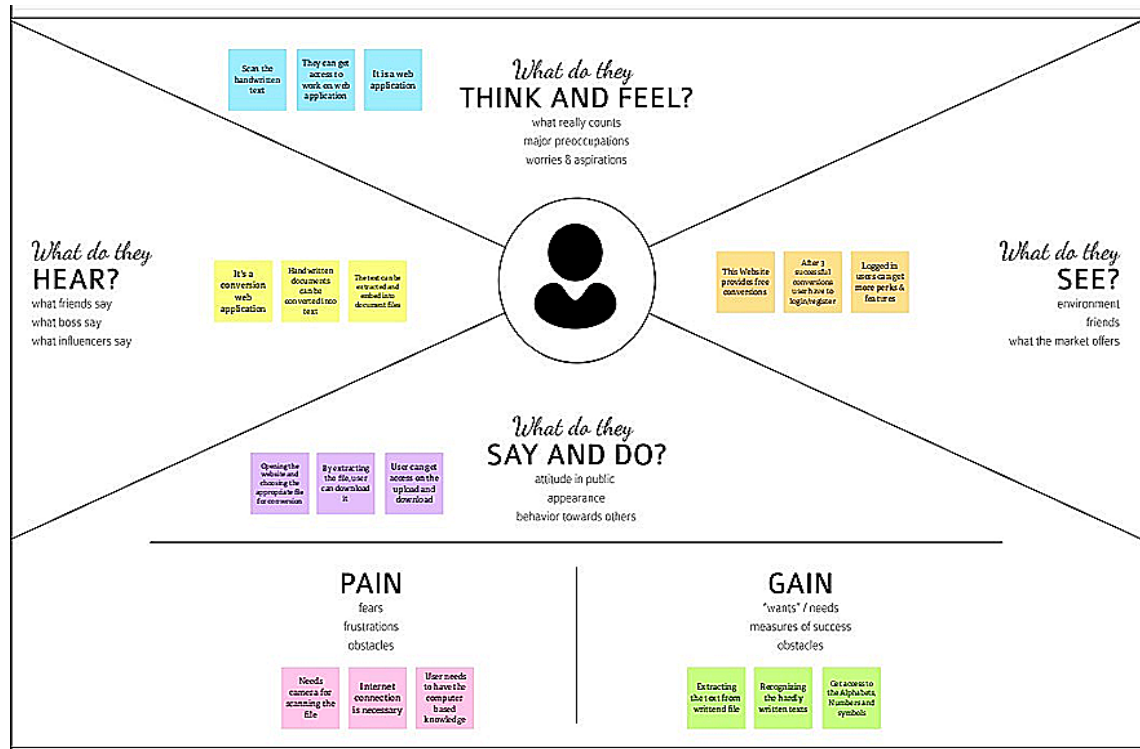 Scan the
handwritten
text
They can get
access to
work on web
application
It is a web
application
What do they
THINK AND FEEL?
what really counts
major preoccupations
worries & aspirations
What do they
HEAR?
what friends say
what boss say
what influencers say
It's a
conversion
web
application
Handwritten
documents
can be
converted into
text
The text can be
extracted and
embed into
document files
This Website
provides free
conversions
After 3
successful
conversions
user have to
login/register
Logged in
users can get
more perks &
features
What do they
SEE?
environment
friends
what the market offers
What do they
SAY AND DO?
attitude in public
appearance
behavior towards others
Opening the
website and
choosing the
appropriate file
for conversion
By extracting
the file, user
can download
it
User can get
access on the
upload and
download
PAIN
fears
frustrations
obstacles
Needs
camera for
scanning the
file
Internet
connection
is necessary
User needs
to have the
computer
based
knowledge
GAIN
"wants" / needs
measures of success
obstacles
Extracting
the text from
writtend file
Recognizing
the hardly
written texts
Get access to
the Alphabets,
Numbers and
symbols